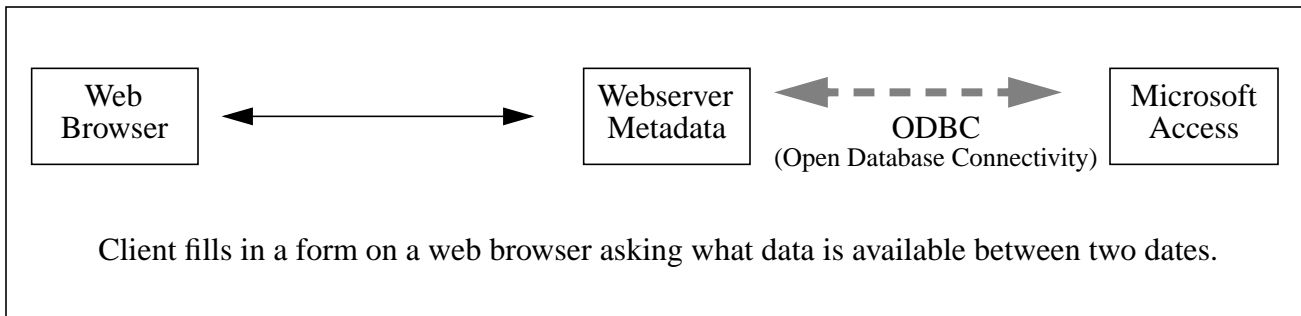 Web
Browser
Webserver
Metadata
ODBC
(Open Database Connectivity)
Microsoft
Access
Client fills in a form on a web browser asking what data is available between two dates.